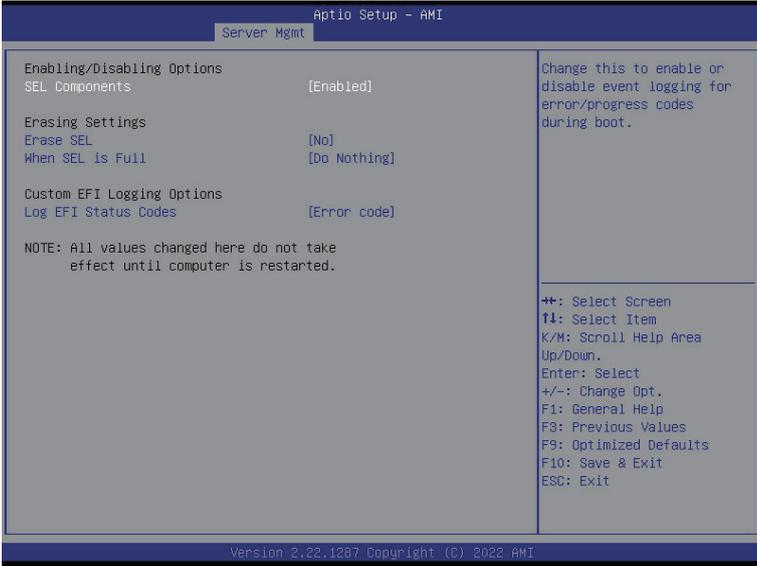 Aptio Setup – AMI
Server Mgmt
Enabling/Disabling Options
SEL Components [Enabled]
Erasing Settings
Erase SEL [No]
When SEL is Full [Do Nothing]
Custom EFI Logging Options
Log EFI Status Codes [Error code]
NOTE: All values changed here do not take
effect until computer is restarted.
Change this to enable or
disable event logging for
error/progress codes
during boot.
→←: Select Screen
↑↓: Select Item
K/M: Scroll Help Area
Up/Down.
Enter: Select
+/-: Change Opt.
F1: General Help
F3: Previous Values
F9: Optimized Defaults
F10: Save & Exit
ESC: Exit
Version 2.22.1287 Copyright (C) 2022 AMI